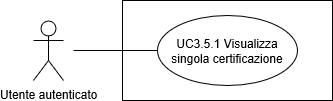 UC3.5.1 Visualizza
singola certificazione
Utente autenticato